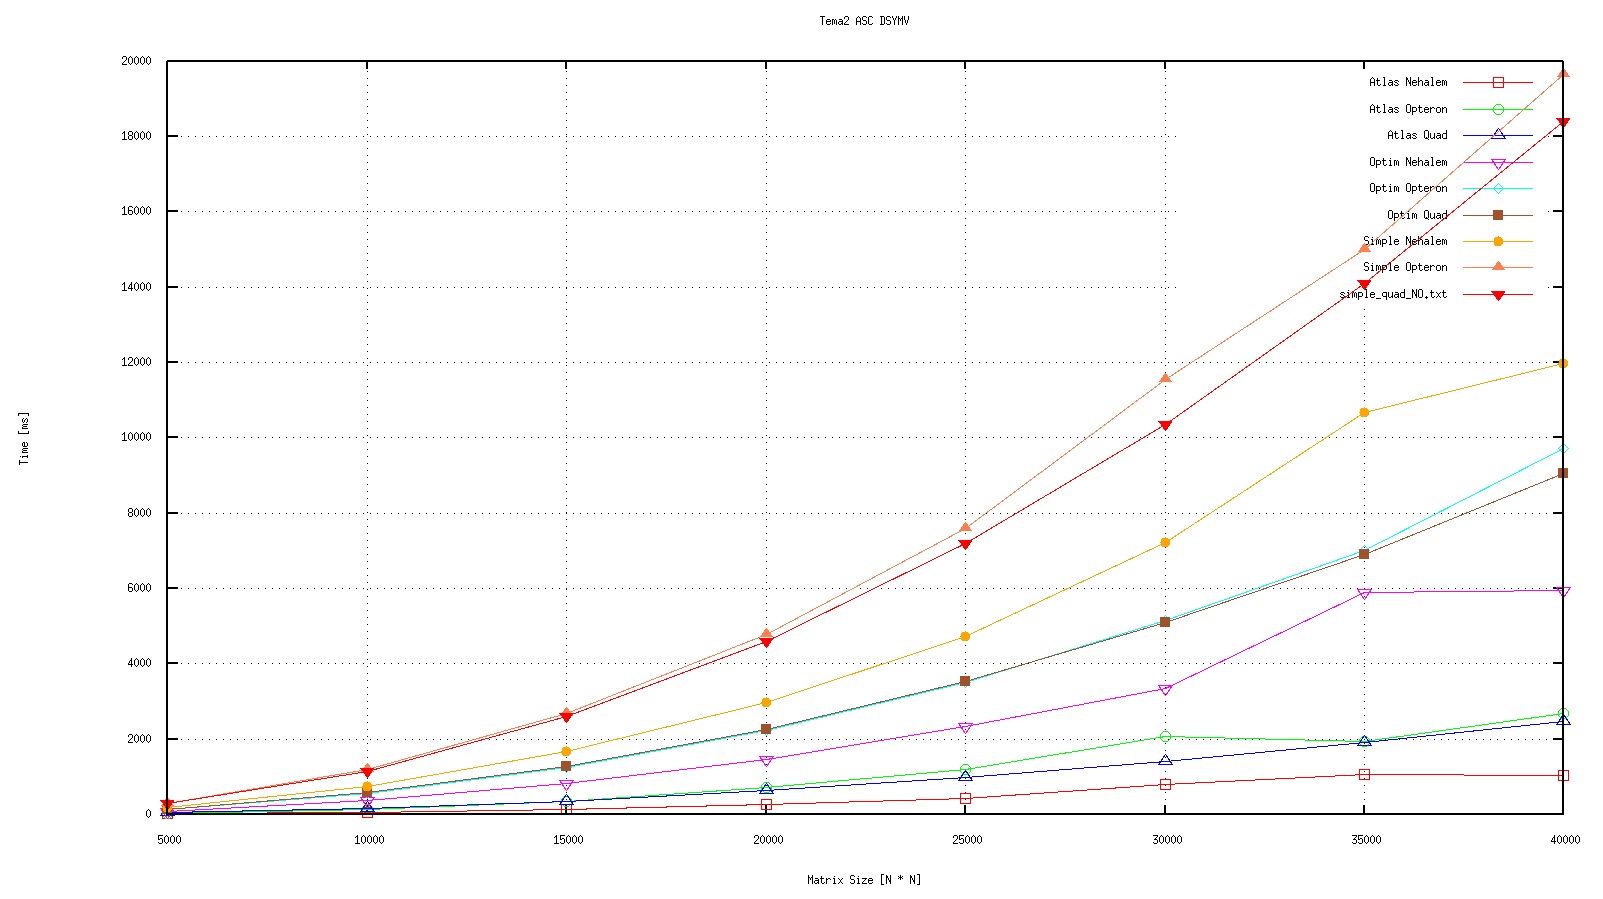 Tema2 ASC DSYMV
20000
18000
16000
14000
12000
10000
8000
6000
4000
2000
0
Time [ms]
Atlas Nehalem
Atlas Opteron
Atlas Quad
Optim Nehalem
Optim Opteron
Optim Quad
Simple Nehalem
Simple Opteron
simple_quad_NO.txt
5000 10000 15000 20000 25000 30000 35000 40000
Matrix Size [N * N]